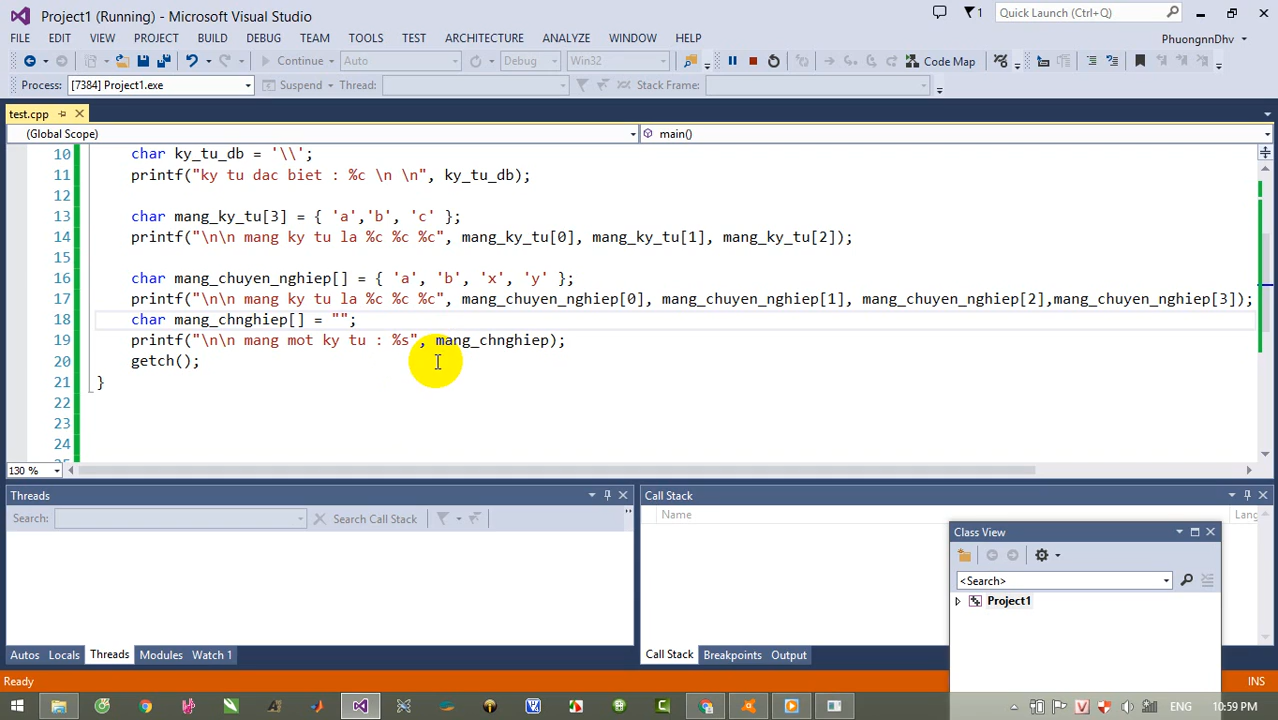 Project1 (Running) - Microsoft Visual Studio
1
Quick Launch (Ctrl+Q)
FILE EDIT VIEW PROJECT BUILD DEBUG TEAM TOOLS TEST ARCHITECTURE ANALYZE WINDOW HELP
PhuongnnDhv
Continue Auto Debug Win32 Code Map
Process: [7384] Project1.exe Suspend Thread: Stack Frame:
test.cpp
(Global Scope) main()
10 char ky_tu_db = '\\';
11 printf("ky tu dac biet : %c \n \n", ky_tu_db);
12
13 char mang_ky_tu[3] = { 'a','b', 'c' };
14 printf("\n\n mang ky tu la %c %c %c", mang_ky_tu[0], mang_ky_tu[1], mang_ky_tu[2]);
16 char mang_chuyen_nghiep[] = { 'a', 'b', 'x', 'y' };
17 printf("\n\n mang ky tu la %c %c %c", mang_chuyen_nghiep[0], mang_chuyen_nghiep[1], mang_chuyen_nghiep[2],mang_chuyen_nghiep[3]);
18 char mang_chnghiep[] = "";
19 printf("\n\n mang mot ky tu : %s", mang_chnghiep);
20 getch();
21 }
22
23
24
130 %
Threads
Search: Search Call Stack
Call Stack
Name Lang
Class View
<Search>
Project1
Autos Locals Threads Modules Watch 1
Call Stack Breakpoints Output
Ready INS
ENG 10:59 PM